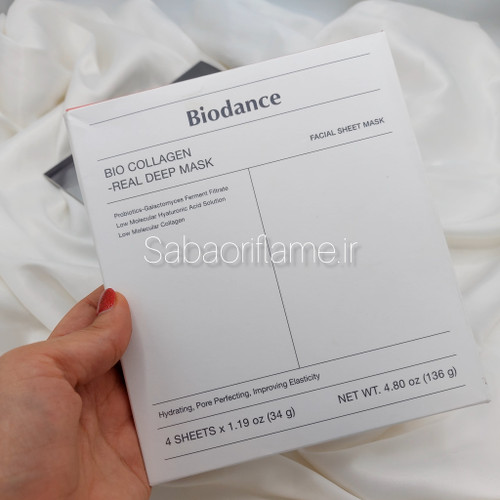 Biodance
BIO COLLAGEN
-REAL DEEP MASK
FACIAL SHEET MASK
Probiotics-Galactomyces Ferment Filtrate
Low Molecular Hyaluronic Acid Solution
Low Molecular Collagen
Sabaoriflame.ir
Hydrating, Pore Perfecting, Improving Elasticity
4 SHEETS x 1.19 oz (34 g)
NET WT. 4.80 oz (136 g)